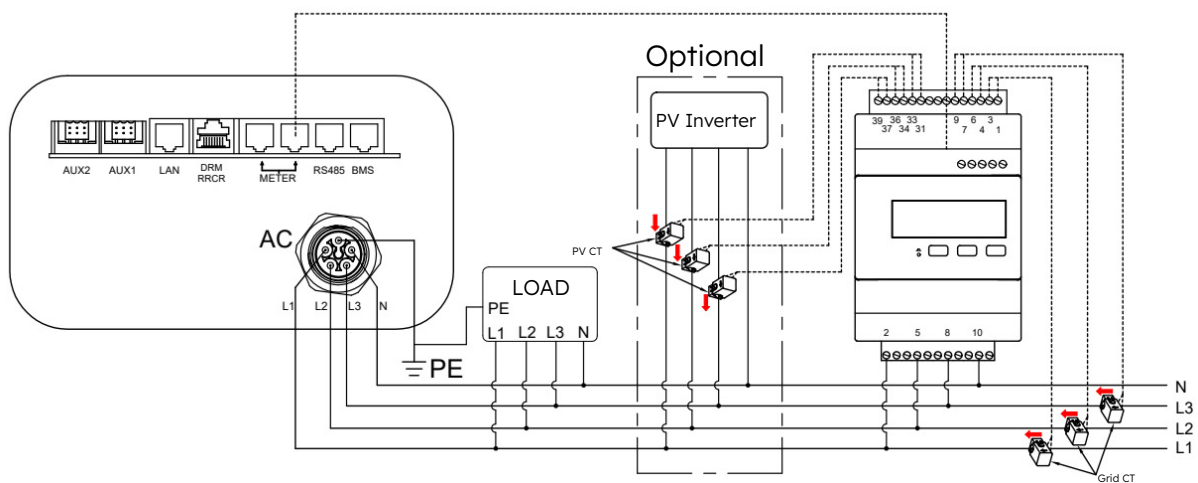 Optional
PV Inverter
39 36 33 9 6 3
37 34 31 7 4 1
AUX2 AUX1 LAN DRM RRCR METER RS485 BMS
AC
PV CT
L1 L2 L3 N
LOAD
PE
L1 L2 L3 N
PE
2 5 8 10
N
L3
L2
L1
Grid CT